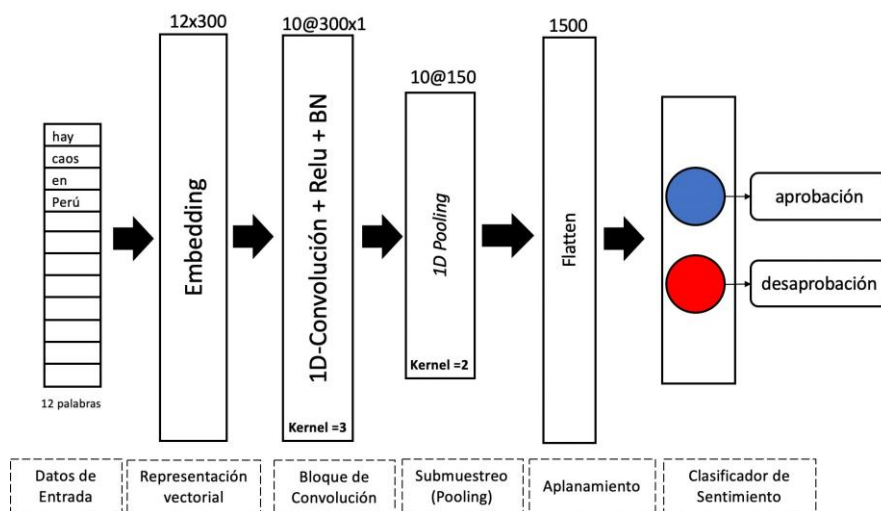 12x300
10@300x1
10@150
1500
hay
caos
en
Perú
12 palabras
Embedding
1D-Convolución + Relu + BN
Kernel =3
1D Pooling
Kernel =2
Flatten
aprobación
desaprobación
Datos de
Entrada
Representación
vectorial
Bloque de
Convolución
Submuestreo
(Pooling)
Aplanamiento
Clasificador de
Sentimiento